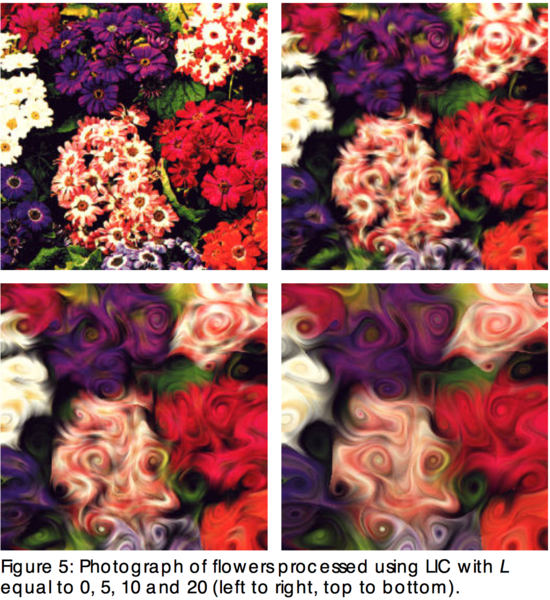 Figure 5: Photograph of flowers processed using LIC with L
equal to 0, 5, 10 and 20 (left to right, top to bottom).